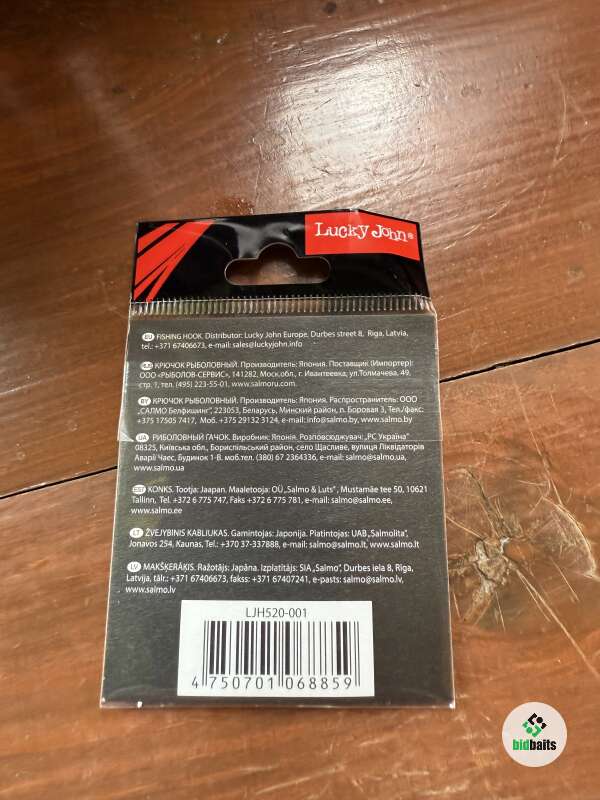 Lucky John®
EU FISHING HOOK. Distributor: Lucky John Europe, Durbes street 8, Riga, Latvia,
tel.: +371 67406673, e-mail: sales@luckyjohn.info
RUS КРЮЧОК РЫБОЛОВНЫЙ. Производитель: Япония. Поставщик (Импортер):
ООО «РЫБОЛОВ-СЕРВИС», 141282, Моск.обл., г. Ивантеевка, ул.Толмачева, 49,
стр. 1, тел. (495) 223-55-01, www.salmoru.com
BY КРЮЧОК РЫБОЛОВНЫЙ. Производитель: Япония. Распространитель: ООО
«САЛМО Белфишинг", 223053, Беларусь, Минский район, п. Боровая 3, Тел./факс:
+375 17505 7417, Моб. +375 29132 3124, e-mail: info@salmo.by, www.salmo.by
UA РИБОЛОВНЫЙ ГАЧОК. Виробник: Японія. Розповсюджувач: „РС Україна"
08325, Київська обл., Бориспільський район, село Щасливе, вулиця Ліквідаторів
Аварії Чаес, Будинок 1-В. моб.тел. (380) 67 2364336, e-mail: salmo@salmo.ua,
www.salmo.ua
EST KONKS. Tootja: Jaapan. Maaletooja: OÜ „Salmo & Luts", Mustamäe tee 50, 10621
Tallinn, Tel. +372 6 775 747, Faks +372 6 775 781, e-mail: salmo@salmo.ee,
www.salmo.ee
LT ŽVEJYBINIS KABLIUKAS. Gamintojas: Japonija. Platintojas: UAB „Salmolita",
Jonavos 254, Kaunas, Tel.: +370 37-337888, e-mail: salmo@salmo.lt, www.salmo.lt
LV MAKŠĶERĀĶIS. Ražotājs: Japāna. Izplatītājs: SIA „Salmo", Durbes iela 8, Rīga,
Latvija, tālr.: +371 67406673, fakss: +371 67407241, e-pasts: salmo@salmo.lv,
www.salmo.lv
LJH520-001
4 750701 068859
bidbaits